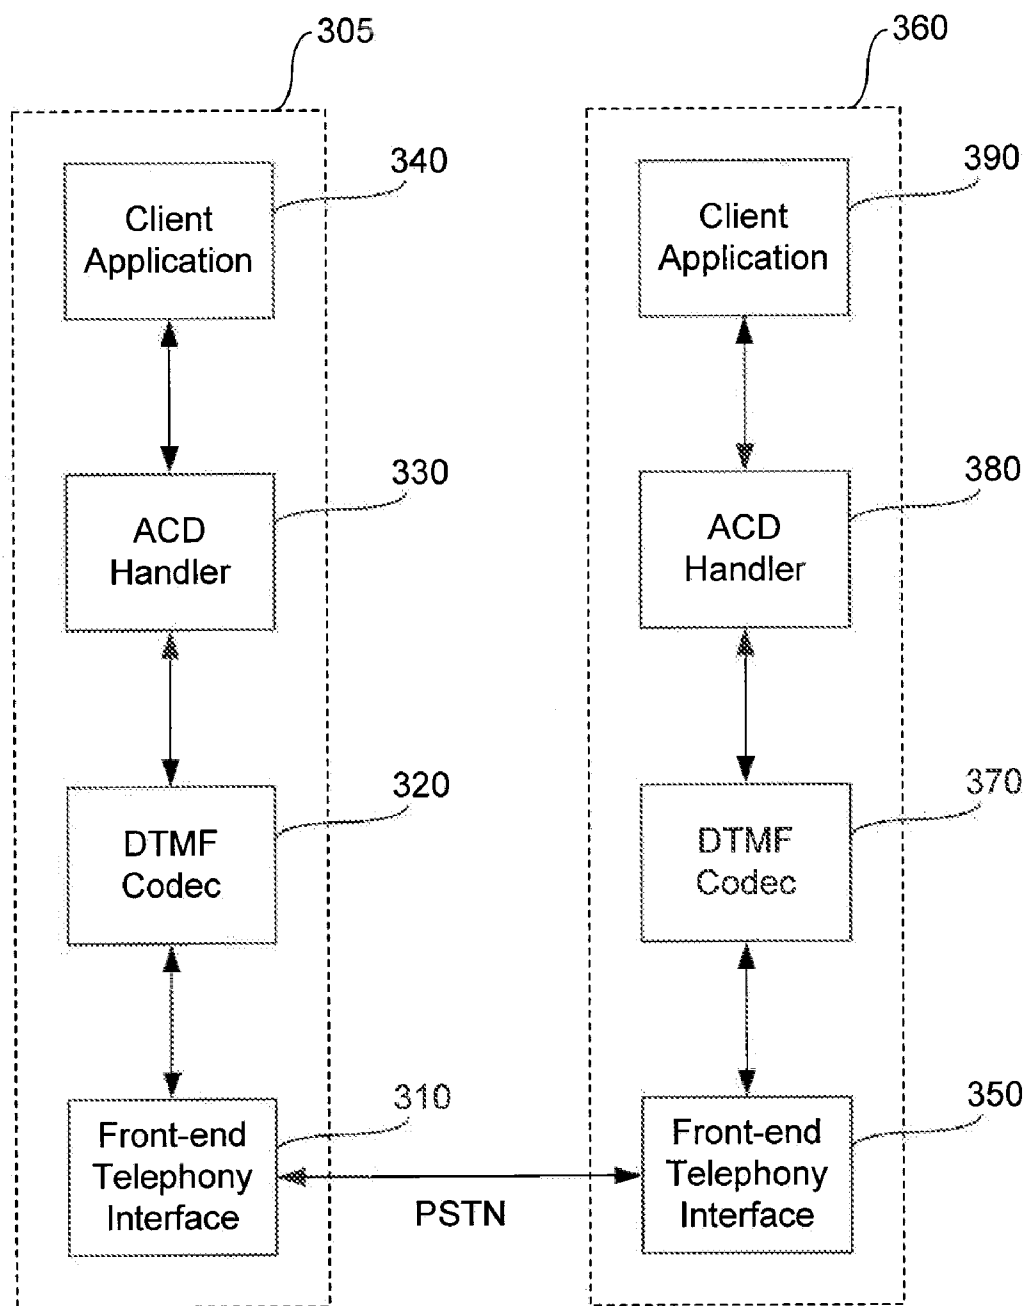 305
360
340
390
Client
Application
Client
Application
330
380
ACD
Handler
ACD
Handler
320
370
DTMF
Codec
DTMF
Codec
310
350
Front-end
Telephony
Interface
Front-end
Telephony
Interface
PSTN